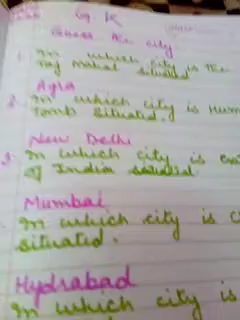 G.K
Guess the city
1. In which city is the
Taj Mahal situated
Agra
2. In which city is Hum
Tomb situated.
New Delhi
3. In which city is
of India situated
Mumbai
In which city is c
situated.
Hydrabad
In which city is